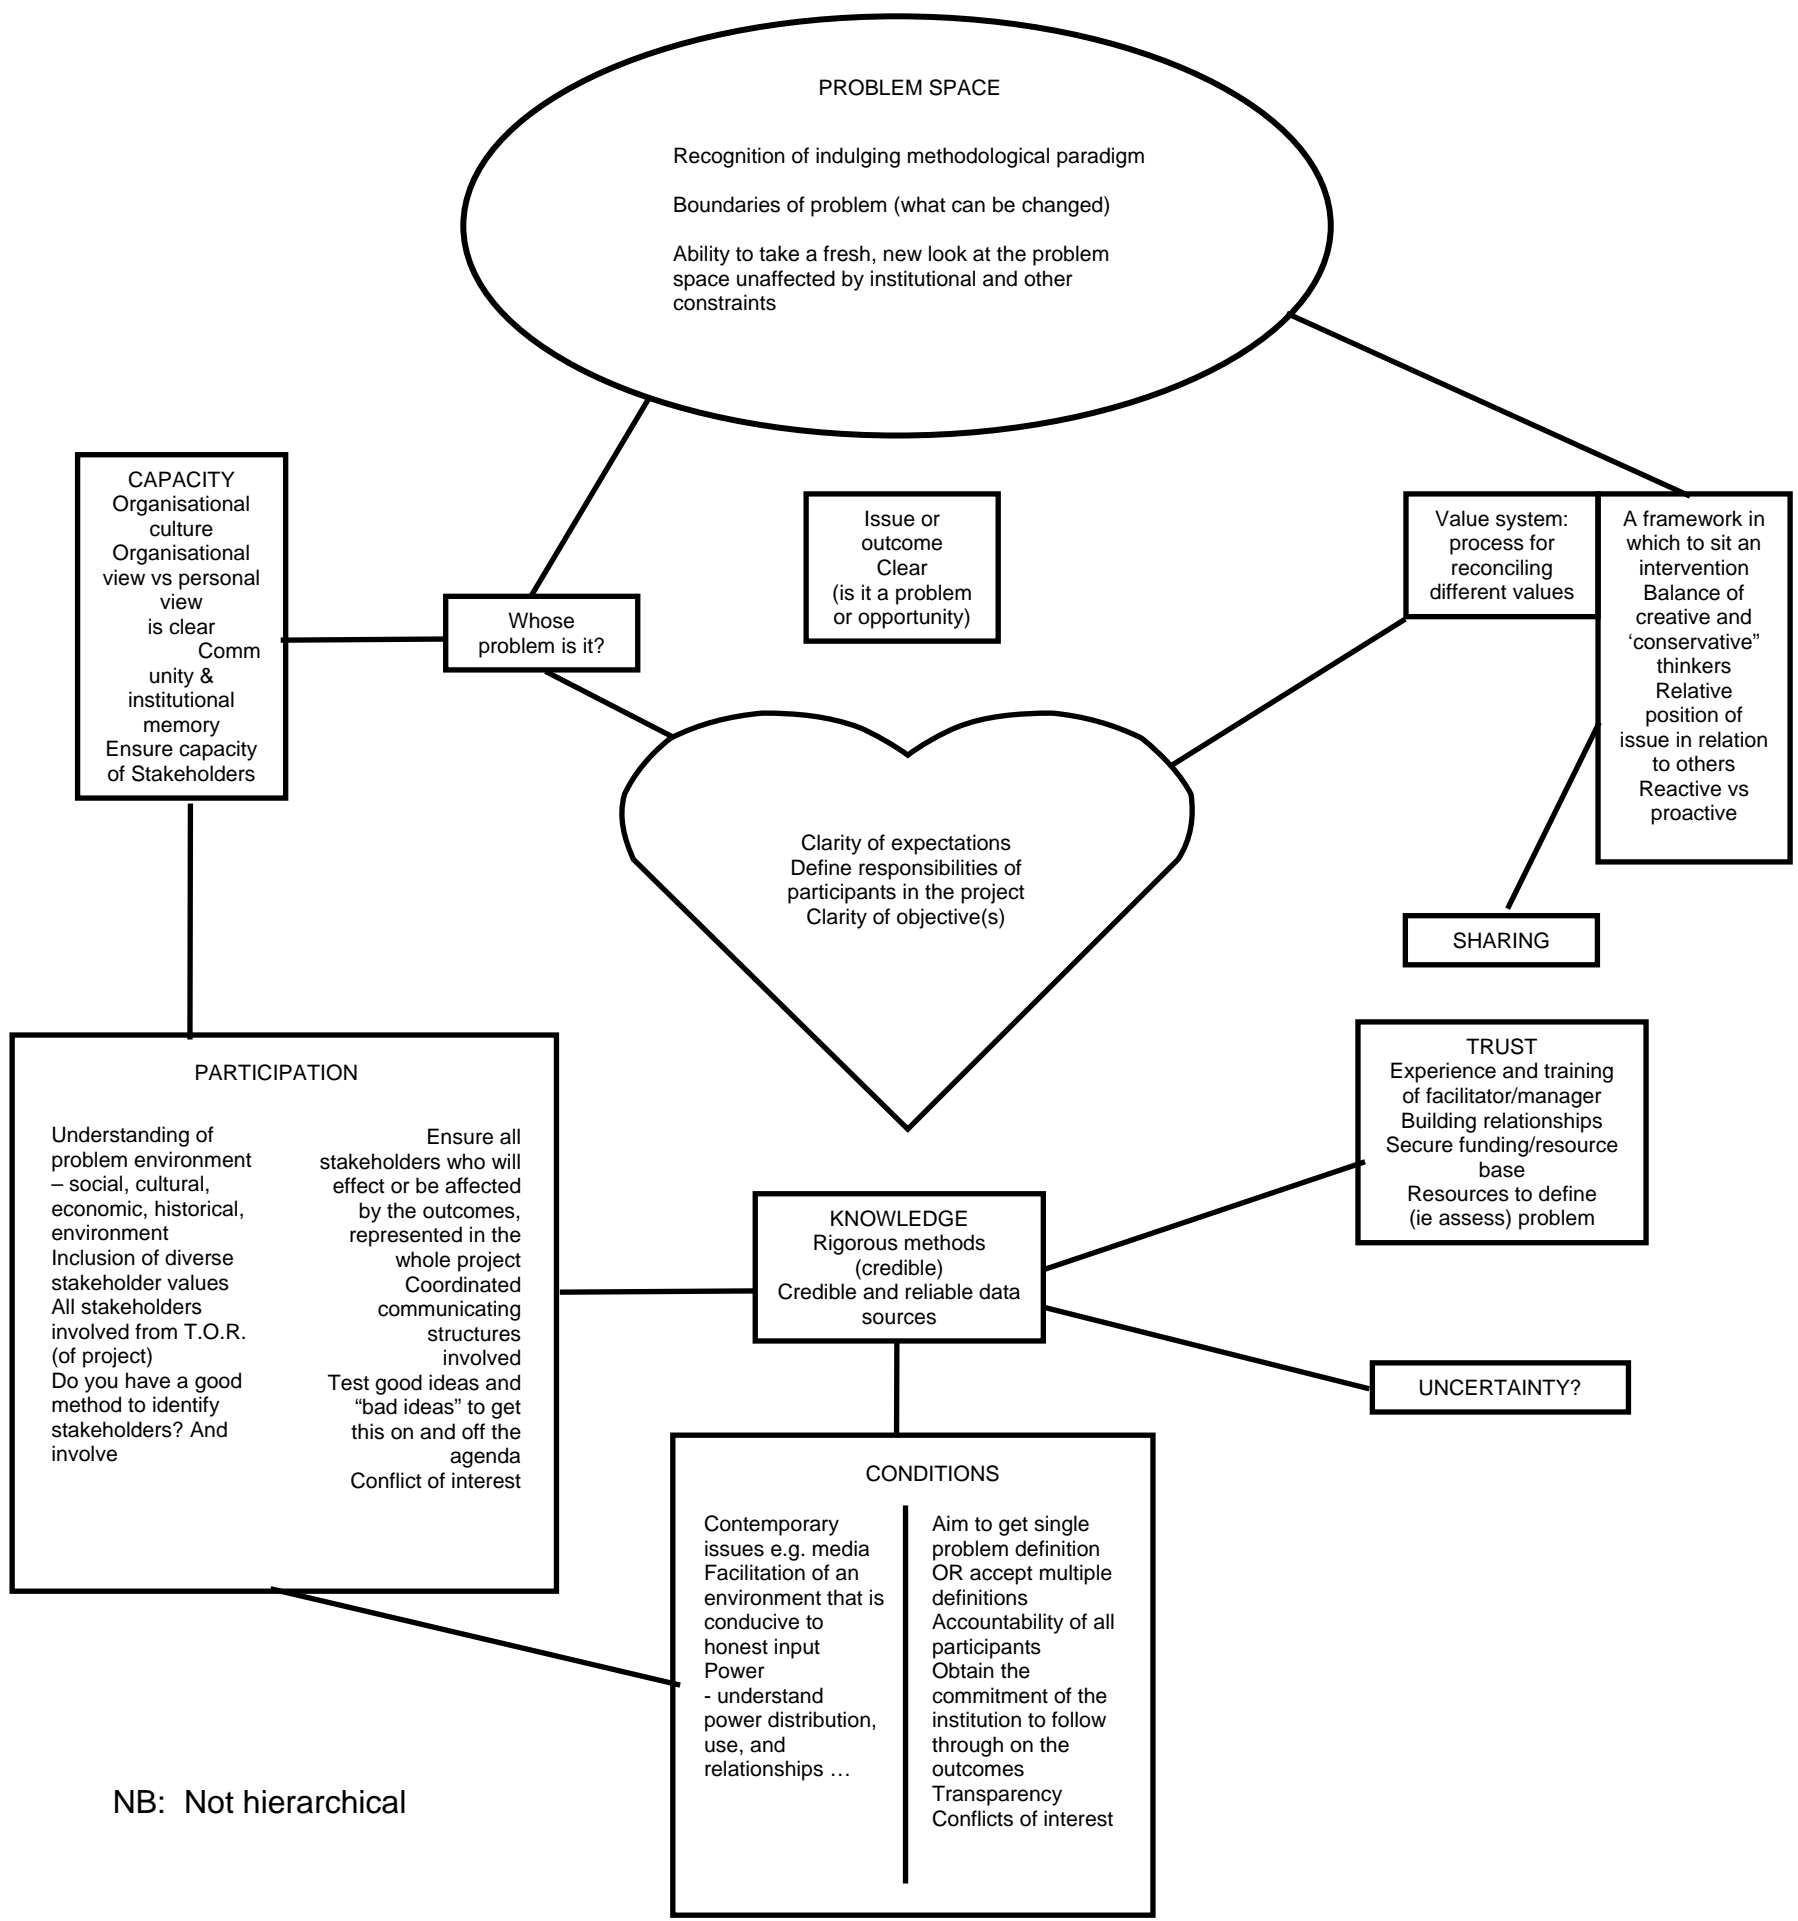 PROBLEM SPACE
Recognition of indulging methodological paradigm
Boundaries of problem (what can be changed)
Ability to take a fresh, new look at the problem
space unaffected by institutional and other
constraints
CAPACITY
Organisational
culture
Organisational
view vs personal
view
is clear
Comm
unity &
institutional
memory
Ensure capacity
of Stakeholders
Whose
problem is it?
Issue or
outcome
Clear
(is it a problem
or opportunity)
Value system:
process for
reconciling
different values
A framework in
which to sit an
intervention
Balance of
creative and
‘conservative”
thinkers
Relative
position of
issue in relation
to others
Reactive vs
proactive
Clarity of expectations
Define responsibilities of
participants in the project
Clarity of objective(s)
SHARING
PARTICIPATION
Understanding of
problem environment
– social, cultural,
economic, historical,
environment
Inclusion of diverse
stakeholder values
All stakeholders
involved from T.O.R.
(of project)
Do you have a good
method to identify
stakeholders? And
involve
Ensure all
stakeholders who will
effect or be affected
by the outcomes,
represented in the
whole project
Coordinated
communicating
structures
involved
Test good ideas and
“bad ideas” to get
this on and off the
agenda
Conflict of interest
TRUST
Experience and training
of facilitator/manager
Building relationships
Secure funding/resource
base
Resources to define
(ie assess) problem
KNOWLEDGE
Rigorous methods
(credible)
Credible and reliable data
sources
UNCERTAINTY?
CONDITIONS
Contemporary
issues e.g. media
Facilitation of an
environment that is
conducive to
honest input
Power
- understand
power distribution,
use, and
relationships …
Aim to get single
problem definition
OR accept multiple
definitions
Accountability of all
participants
Obtain the
commitment of the
institution to follow
through on the
outcomes
Transparency
Conflicts of interest
NB: Not hierarchical